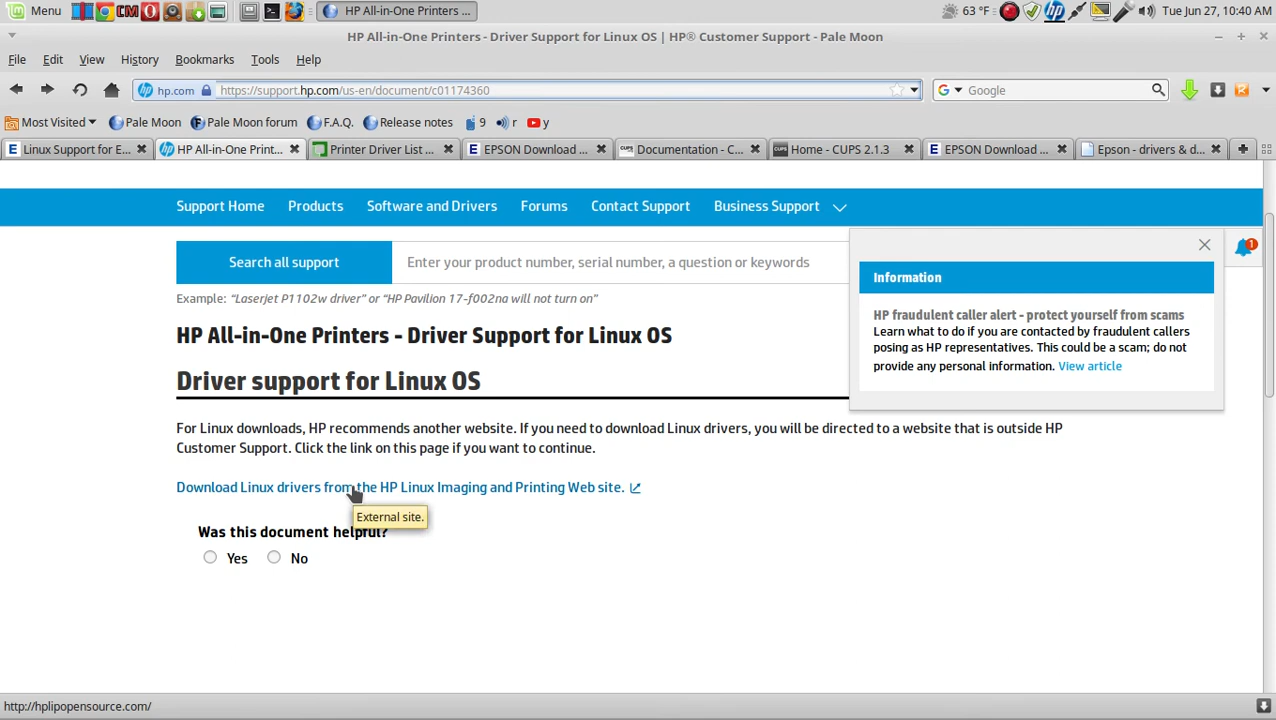 Menu
CM
HP All-in-One Printers ...
63 °F
hp
Tue Jun 27, 10:40 AM
HP All-in-One Printers - Driver Support for Linux OS | HP® Customer Support - Pale Moon
File Edit View History Bookmarks Tools Help
hp.com
https://support.hp.com/us-en/document/c01174360
Google
Most Visited
Pale Moon
Pale Moon forum
F.A.Q.
Release notes
9
r
y
Linux Support for E...
HP All-in-One Print...
Printer Driver List ...
EPSON Download ...
Documentation - C...
Home - CUPS 2.1.3
EPSON Download ...
Epson - drivers & d...
Support Home Products Software and Drivers Forums Contact Support Business Support
1
Search all support
Enter your product number, serial number, a question or keywords
Example: “Laserjet P1102w driver” or “HP Pavilion 17-f002na will not turn on”
Information
HP fraudulent caller alert - protect yourself from scams
Learn what to do if you are contacted by fraudulent callers
posing as HP representatives. This could be a scam; do not
provide any personal information. View article
HP All-in-One Printers - Driver Support for Linux OS
Driver support for Linux OS
For Linux downloads, HP recommends another website. If you need to download Linux drivers, you will be directed to a website that is outside HP
Customer Support. Click the link on this page if you want to continue.
Download Linux drivers from the HP Linux Imaging and Printing Web site.
External site.
Was this document helpful?
Yes No
http://hplipopensource.com/